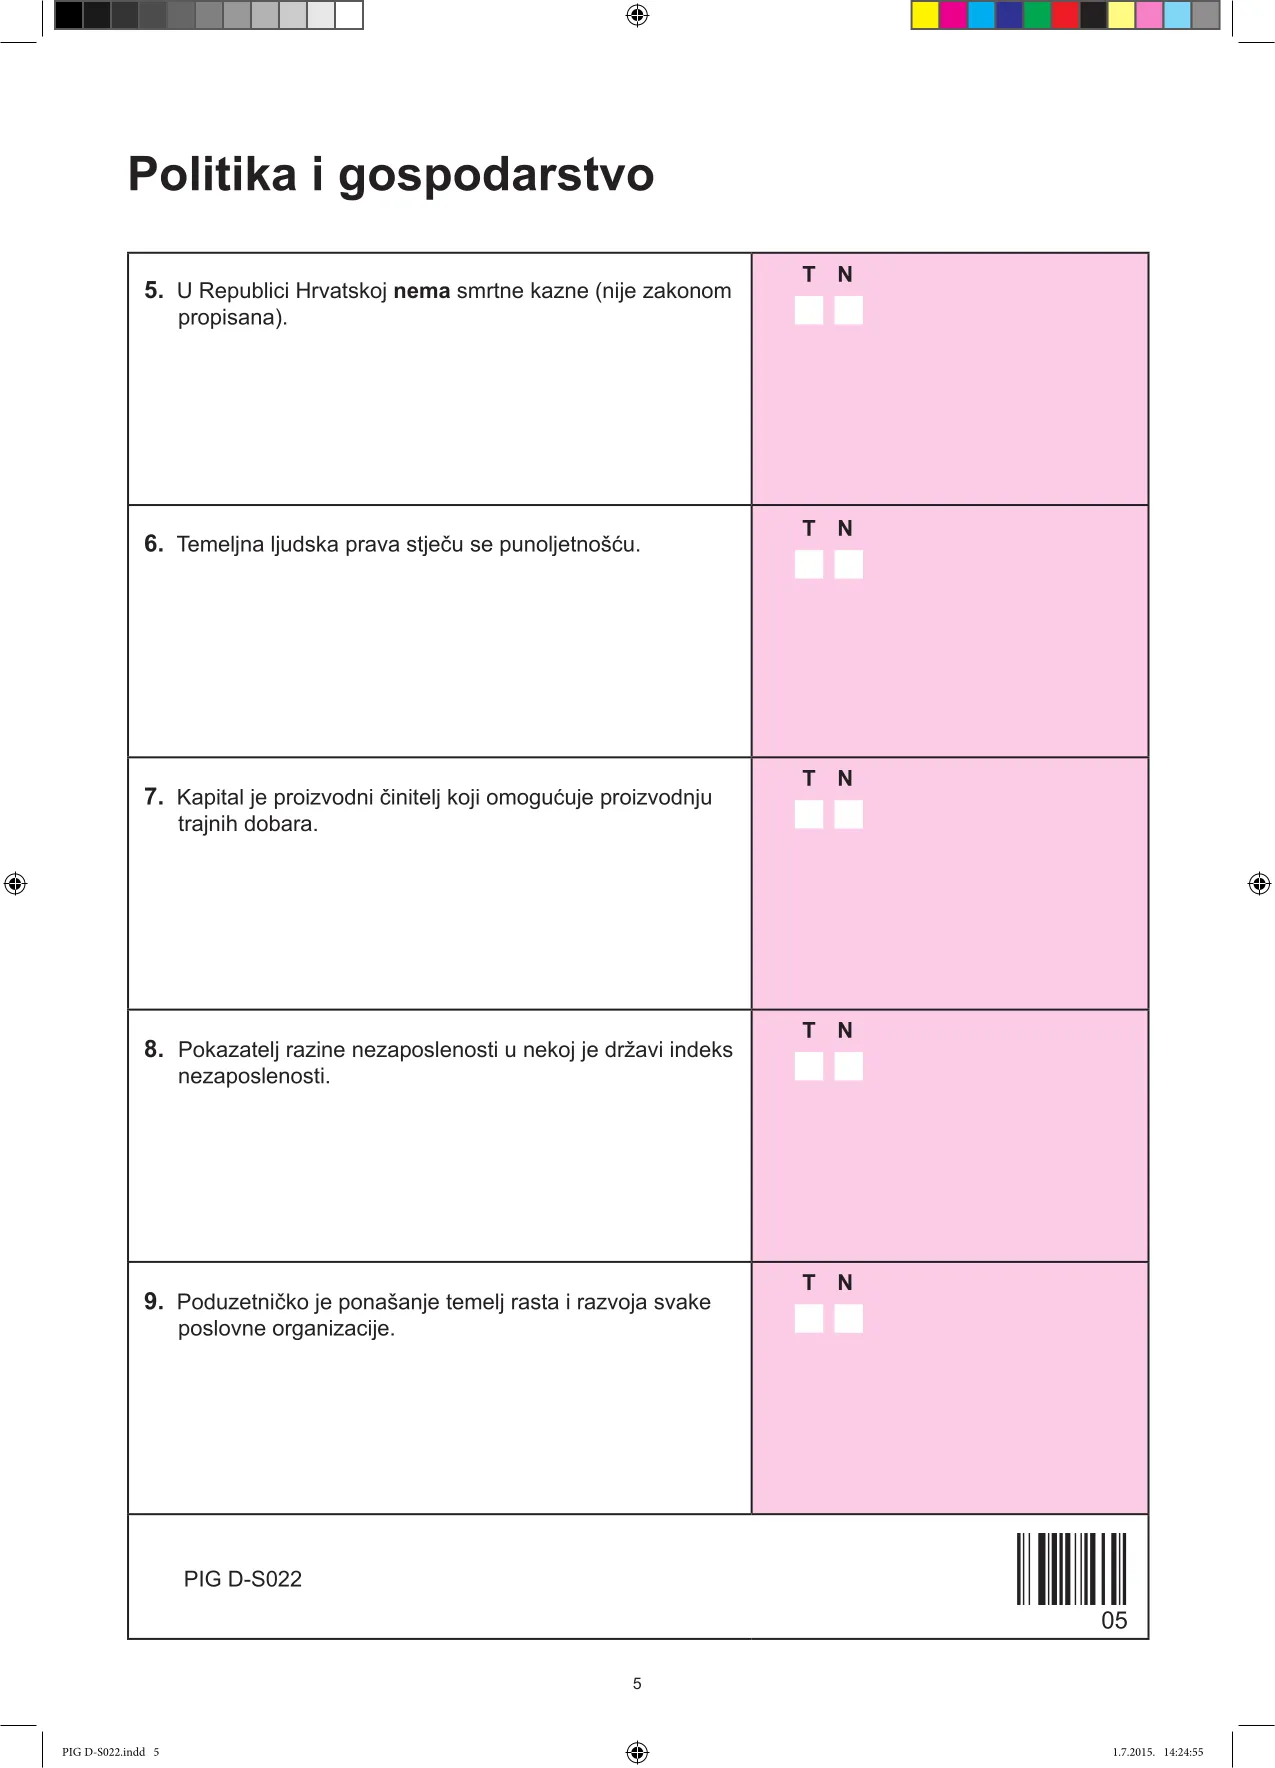 Politika i gospodarstvo
5. U Republici Hrvatskoj nema smrtne kazne (nije zakonom
propisana).
T N
6. Temeljna ljudska prava stječu se punoljetnošću.
T N
7. Kapital je proizvodni činitelj koji omogućuje proizvodnju
trajnih dobara.
T N
8. Pokazatelj razine nezaposlenosti u nekoj je državi indeks
nezaposlenosti.
T N
9. Poduzetničko je ponašanje temelj rasta i razvoja svake
poslovne organizacije.
T N
PIG D-S022
05
5
PIG D-S022.indd 5
1.7.2015. 14:24:55